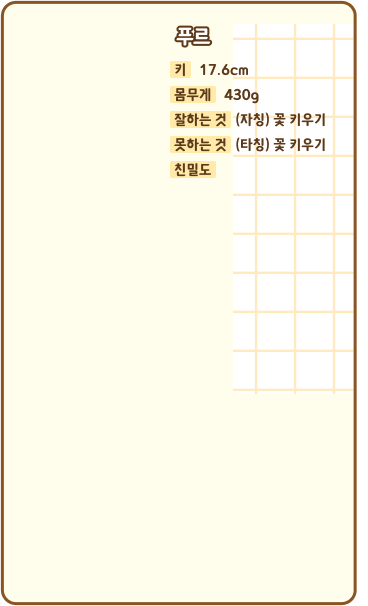 푸르
키 17.6cm
몸무게 430g
잘하는 것 (자칭) 꽃 키우기
못하는 것 (타칭) 꽃 키우기
친밀도